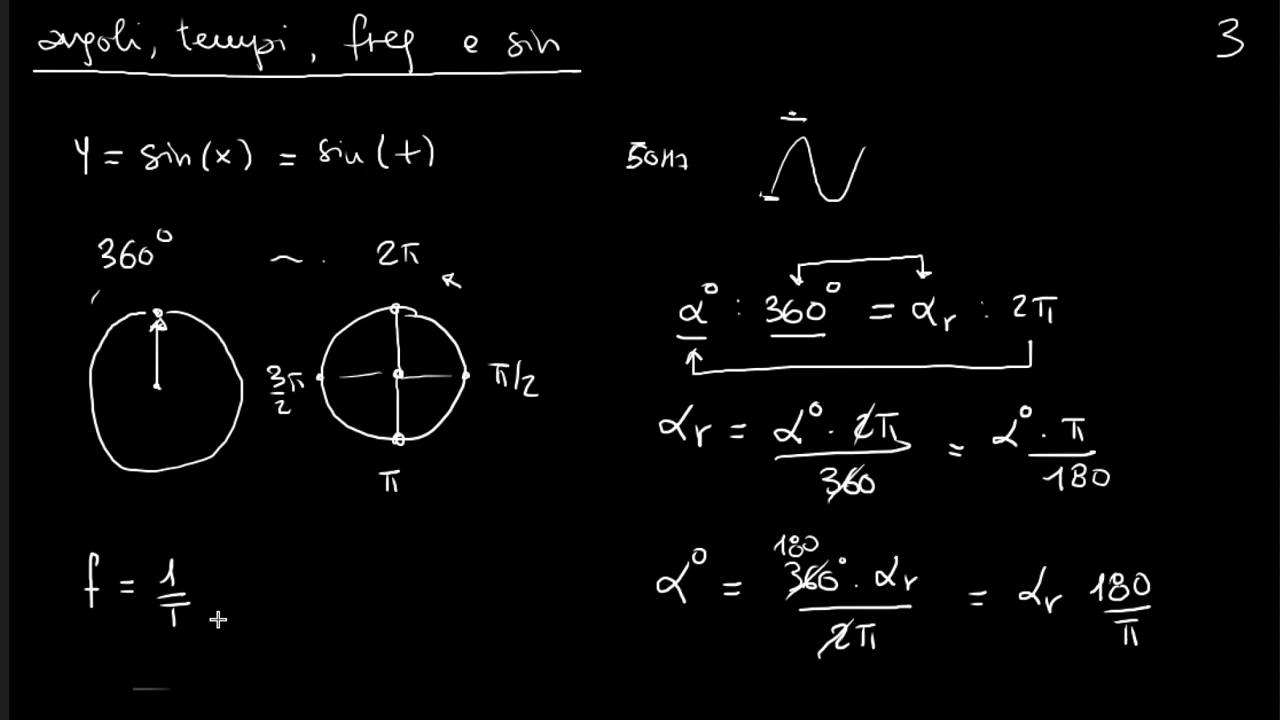 angoli, tempi, freq e sin
3
y = sin(x) = sin(t)
50Hz
360° ~ 2π
α° : 360° = αr : 2π
3π/2
π/2
π
αr = α° · 2π / 360 = α° · π / 180
180
α° = 360° · αr / 2π = αr 180/π
f = 1/T